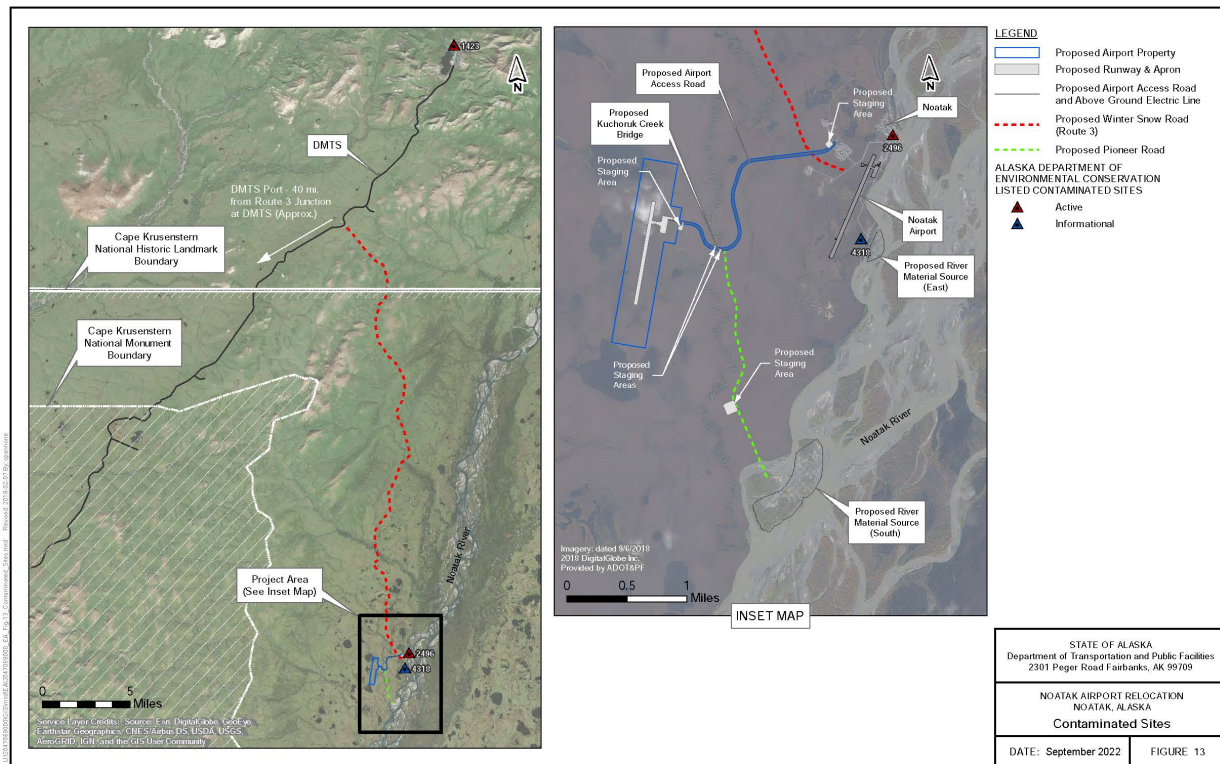 1423
N
DMTS
DMTS Port - 40 mi.
from Route 3 Junction
at DMTS (Approx.)
Cape Krusenstern
National Historic Landmark
Boundary
Cape Krusenstern
National Monument
Boundary
Noatak River
Project Area
(See Inset Map)
2496
4318
0 5
Miles
Service Layer Credits: Source: Esri, DigitalGlobe, GeoEye,
Earthstar Geographics, CNES/Airbus DS, USDA, USGS,
AeroGRID, IGN, and the GIS User Community
Proposed Airport
Access Road
Proposed
Kuchoruk Creek
Bridge
Proposed
Staging
Area
Proposed
Staging
Area
N
Noatak
2496
Noatak
Airport
4318
Proposed River
Material Source
(East)
Proposed
Staging
Areas
Proposed
Staging
Area
Noatak River
Proposed River
Material Source
(South)
Imagery: dated 9/6/2018
2018 DigitalGlobe Inc.
Provided by ADOT&PF
0 0.5 1
Miles
INSET MAP
LEGEND
Proposed Airport Property
Proposed Runway & Apron
Proposed Airport Access Road
and Above Ground Electric Line
Proposed Winter Snow Road
(Route 3)
Proposed Pioneer Road
ALASKA DEPARTMENT OF
ENVIRONMENTAL CONSERVATION
LISTED CONTAMINATED SITES
Active
Informational
STATE OF ALASKA
Department of Transportation and Public Facilities
2301 Peger Road Fairbanks, AK 99709
NOATAK AIRPORT RELOCATION
NOATAK, ALASKA
Contaminated Sites
DATE: September 2022
FIGURE 13